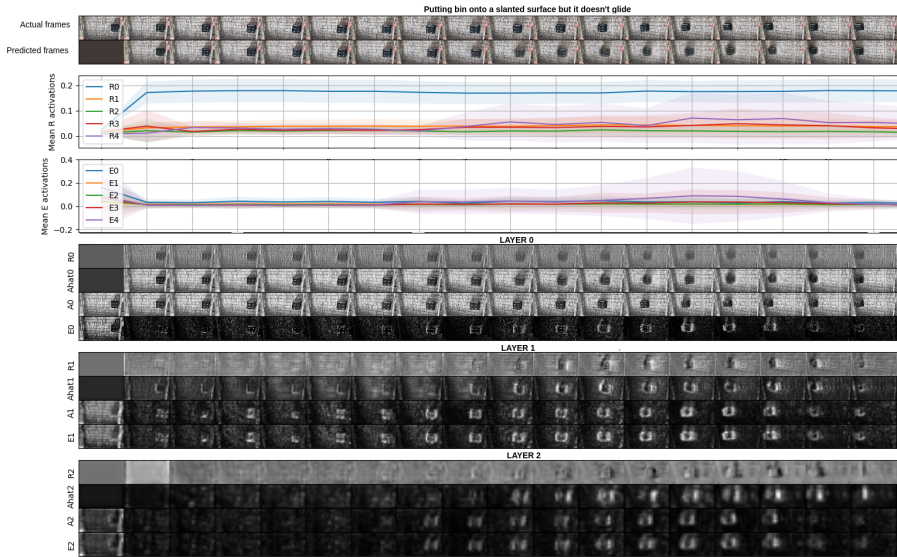 Putting bin onto a slanted surface but it doesn't glide
Actual frames
Predicted frames
Mean R activations
0.2
0.1
0.0
R0
R1
R2
R3
R4
Mean E activations
0.4
0.2
0.0
−0.2
E0
E1
E2
E3
E4
LAYER 0
R0
Ahat0
A0
E0
LAYER 1
R1
Ahat1
A1
E1
LAYER 2
R2
Ahat2
A2
E2